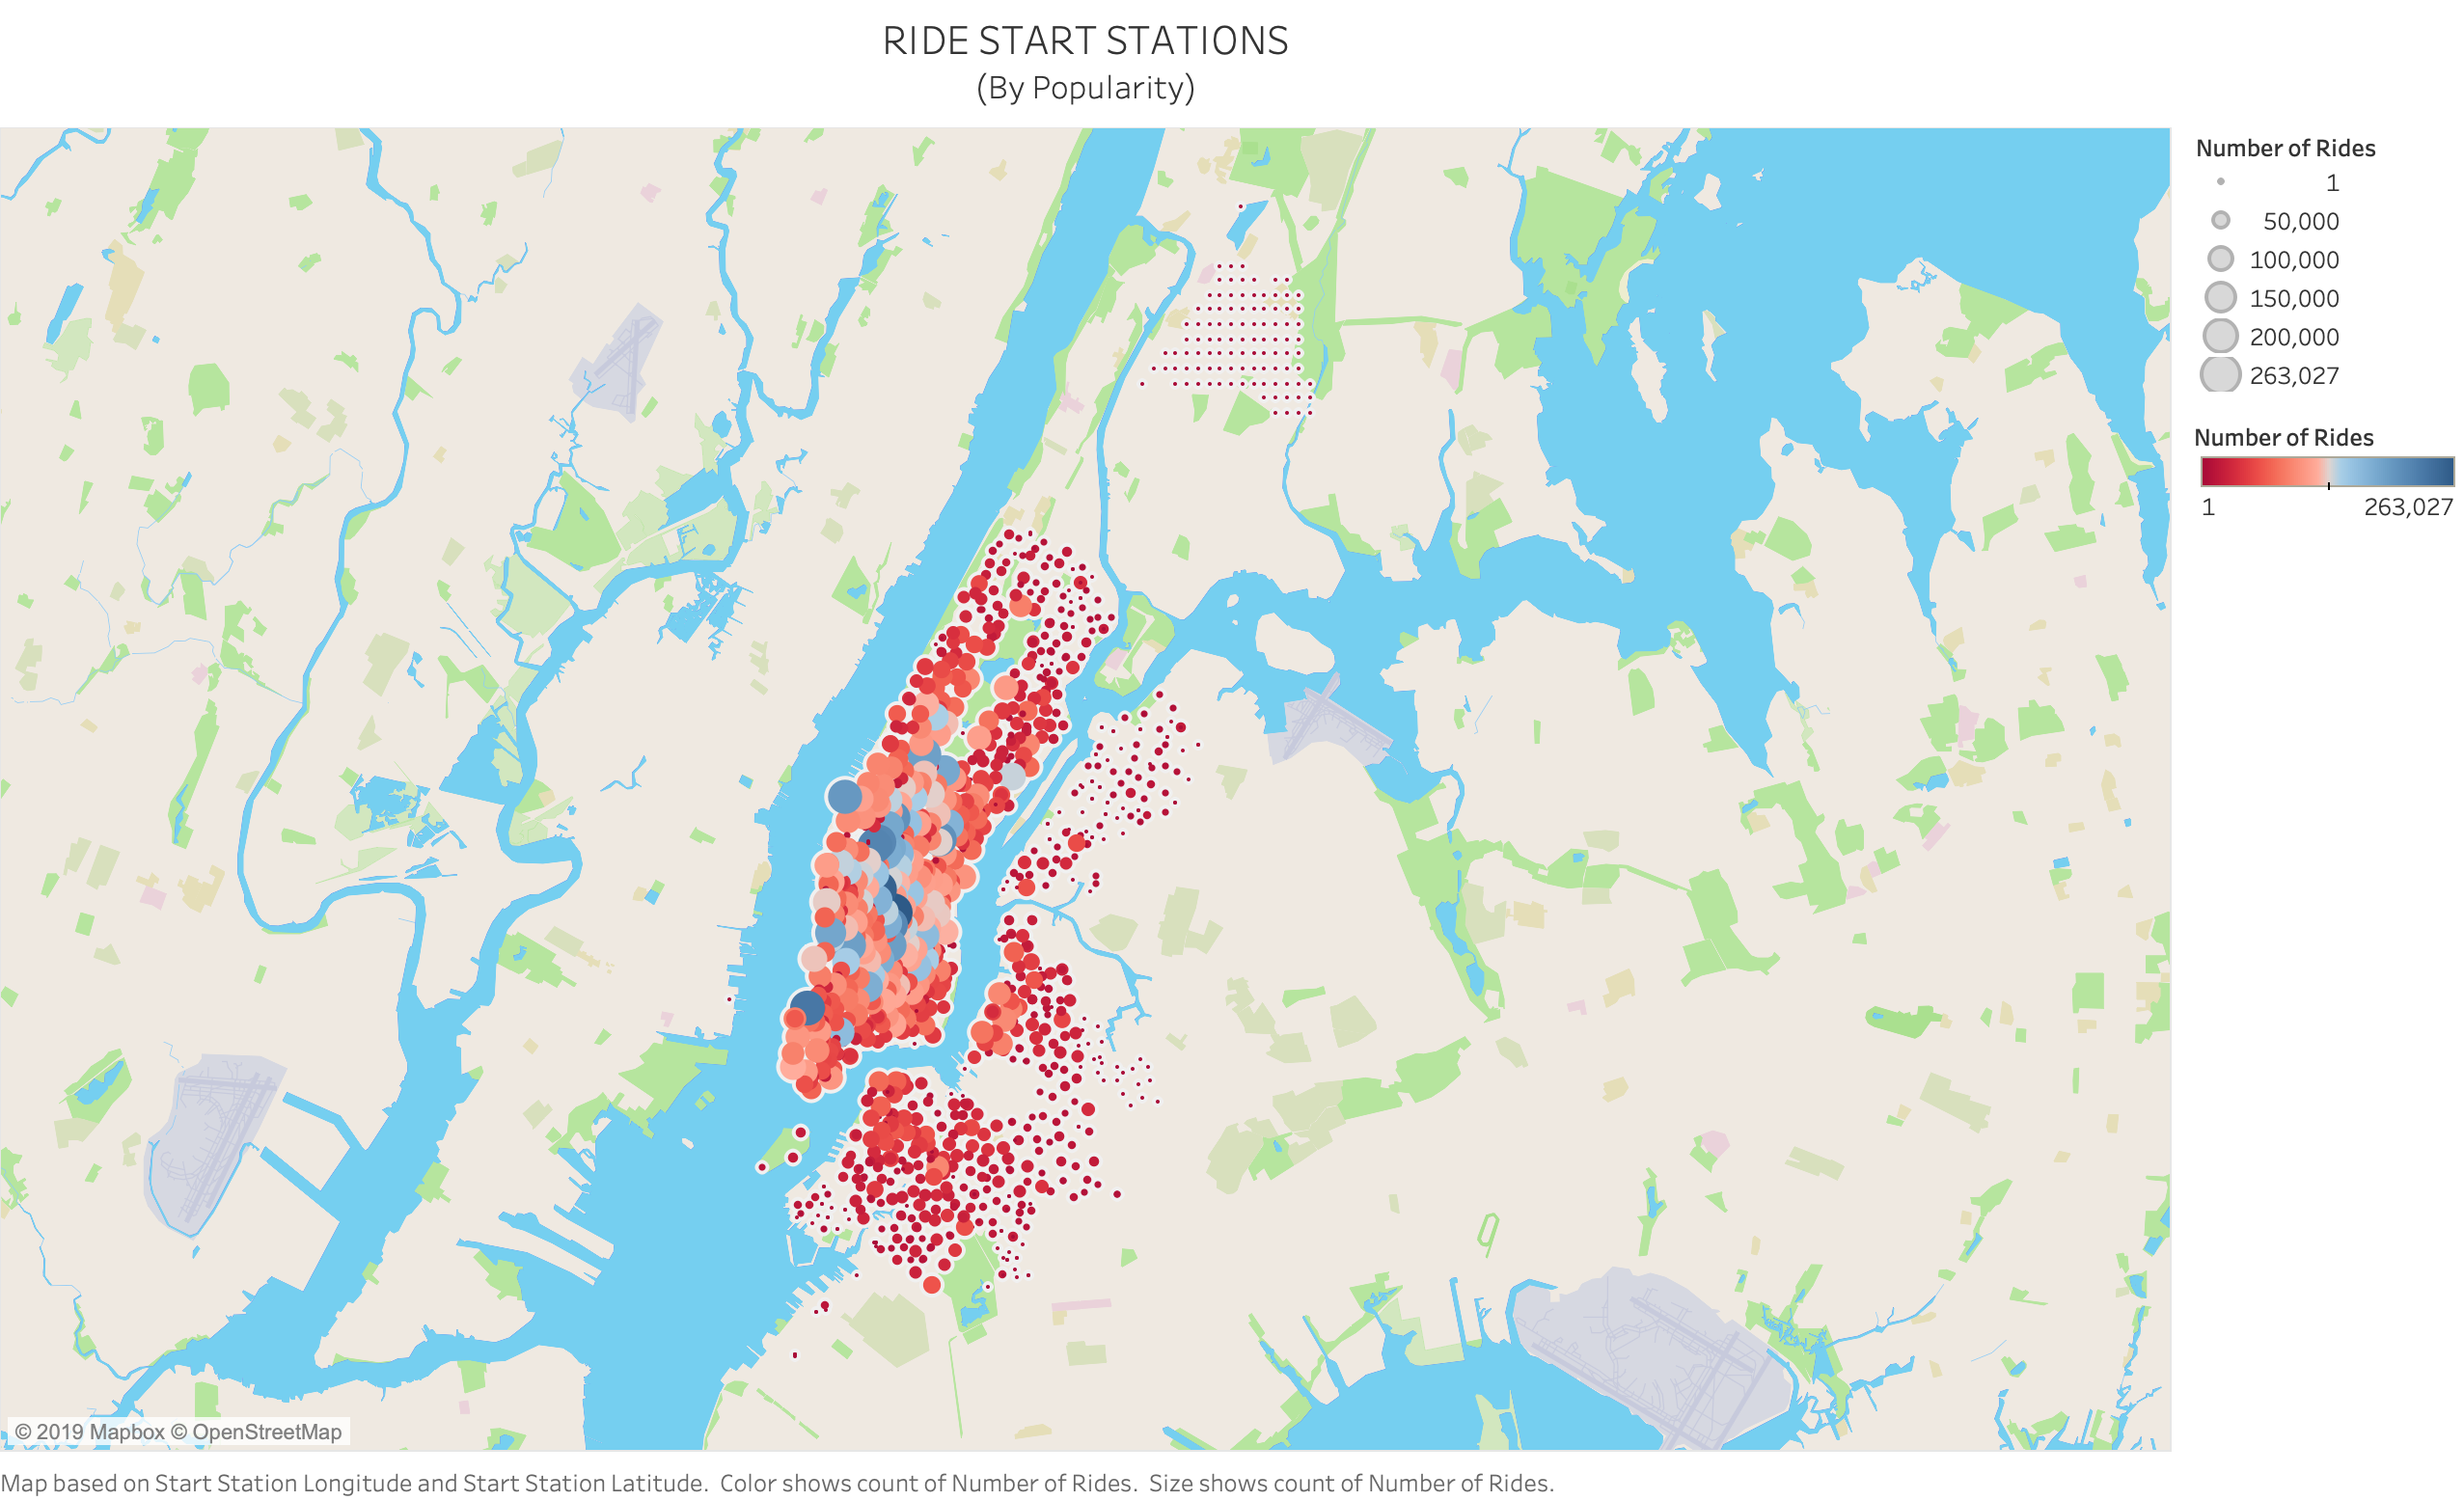 RIDE START STATIONS
(By Popularity)
Number of Rides
1
50,000
100,000
150,000
200,000
263,027
Number of Rides
1 263,027
© 2019 Mapbox © OpenStreetMap
Map based on Start Station Longitude and Start Station Latitude.  Color shows count of Number of Rides.  Size shows count of Number of Rides.